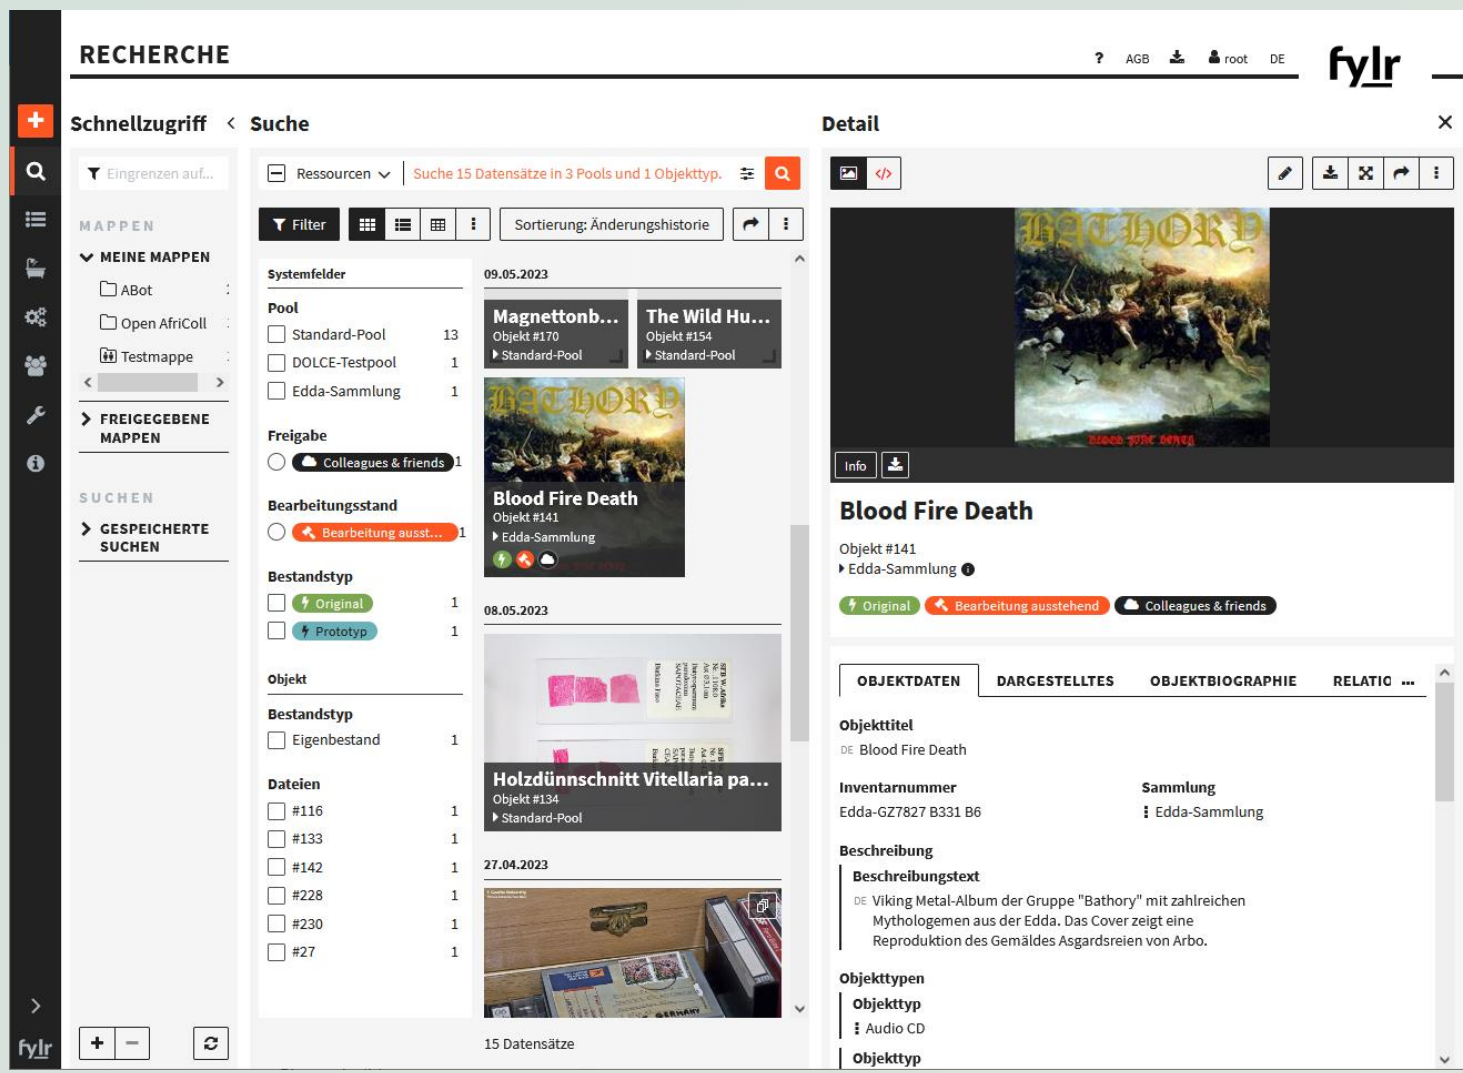 RECHERCHE
? AGB root DE
fylr
Schnellzugriff
Eingrenzen auf...
MAPPEN
MEINE MAPPEN
ABot
Open AfriColl
Testmappe
FREIGEGEBENE
MAPPEN
SUCHEN
GESPEICHERTE
SUCHEN
fylr
Suche
Ressourcen
Suche 15 Datensätze in 3 Pools und 1 Objekttyp.
Filter
Sortierung: Änderungshistorie
Systemfelder
Pool
Standard-Pool 13
DOLCE-Testpool 1
Edda-Sammlung 1
Freigabe
Colleagues & friends 1
Bearbeitungsstand
Bearbeitung ausst... 1
Bestandstyp
Original 1
Prototyp 1
Objekt
Bestandstyp
Eigenbestand 1
Dateien
#116 1
#133 1
#142 1
#228 1
#230 1
#27 1
09.05.2023
Magnettonb...
Objekt #170
Standard-Pool
The Wild Hu...
Objekt #154
Standard-Pool
BATHORY
Blood Fire Death
Objekt #141
Edda-Sammlung
08.05.2023
Holzdünnschnitt Vitellaria pa...
Objekt #134
Standard-Pool
27.04.2023
GERMANY
15 Datensätze
Detail
BATHORY
BLOOD FIRE DEATH
Info
Blood Fire Death
Objekt #141
Edda-Sammlung
Original
Bearbeitung ausstehend
Colleagues & friends
OBJEKTDATEN DARGESTELLTES OBJEKTBIOGRAPHIE RELATIO ...
Objekttitel
DE Blood Fire Death
Inventarnummer
Edda-GZ7827 B331 B6
Sammlung
Edda-Sammlung
Beschreibung
Beschreibungstext
DE Viking Metal-Album der Gruppe "Bathory" mit zahlreichen
Mythologemen aus der Edda. Das Cover zeigt eine
Reproduktion des Gemäldes Asgardsreien von Arbo.
Objekttypen
Objekttyp
Audio CD
Objekttyp